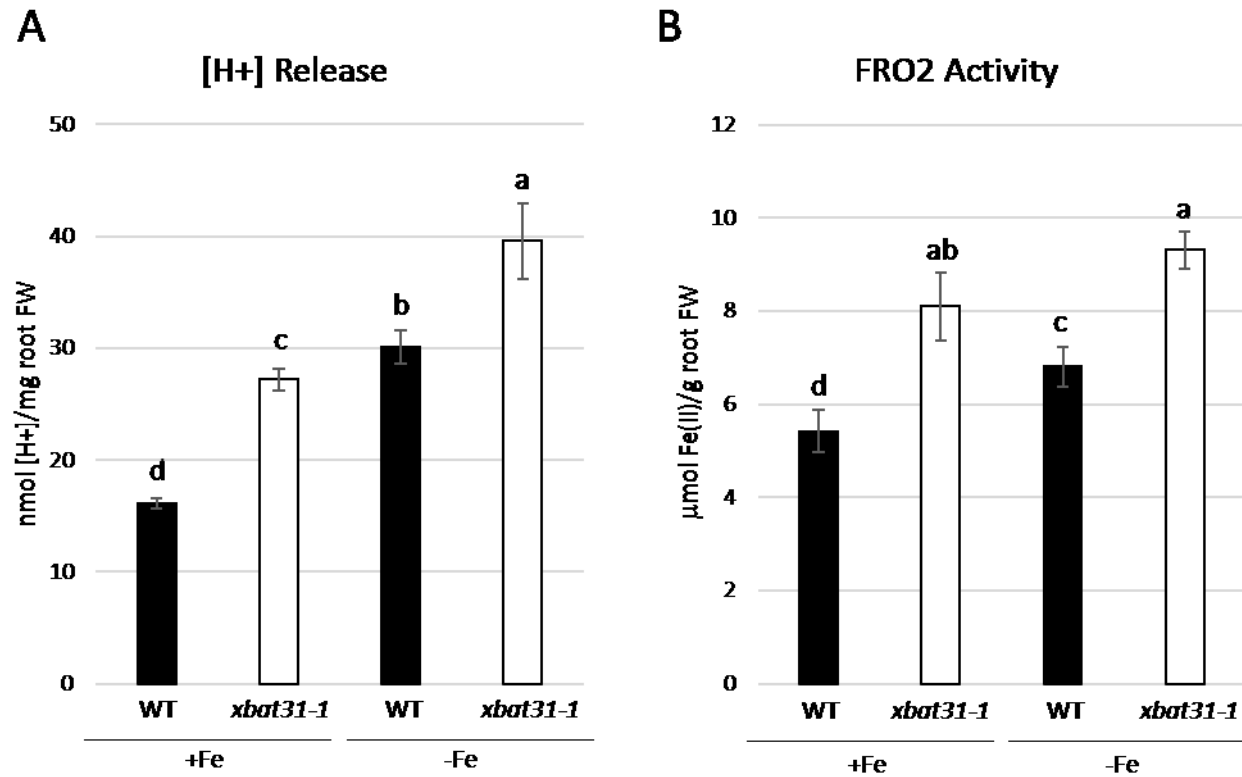 A
[H+] Release
nmol [H+]/mg root FW
50
40
30
20
10
0
d
c
b
a
WT
xbat31-1
WT
xbat31-1
+Fe
-Fe
B
FRO2 Activity
µmol Fe(II)/g root FW
12
10
8
6
4
2
0
d
ab
c
a
WT
xbat31-1
WT
xbat31-1
+Fe
-Fe